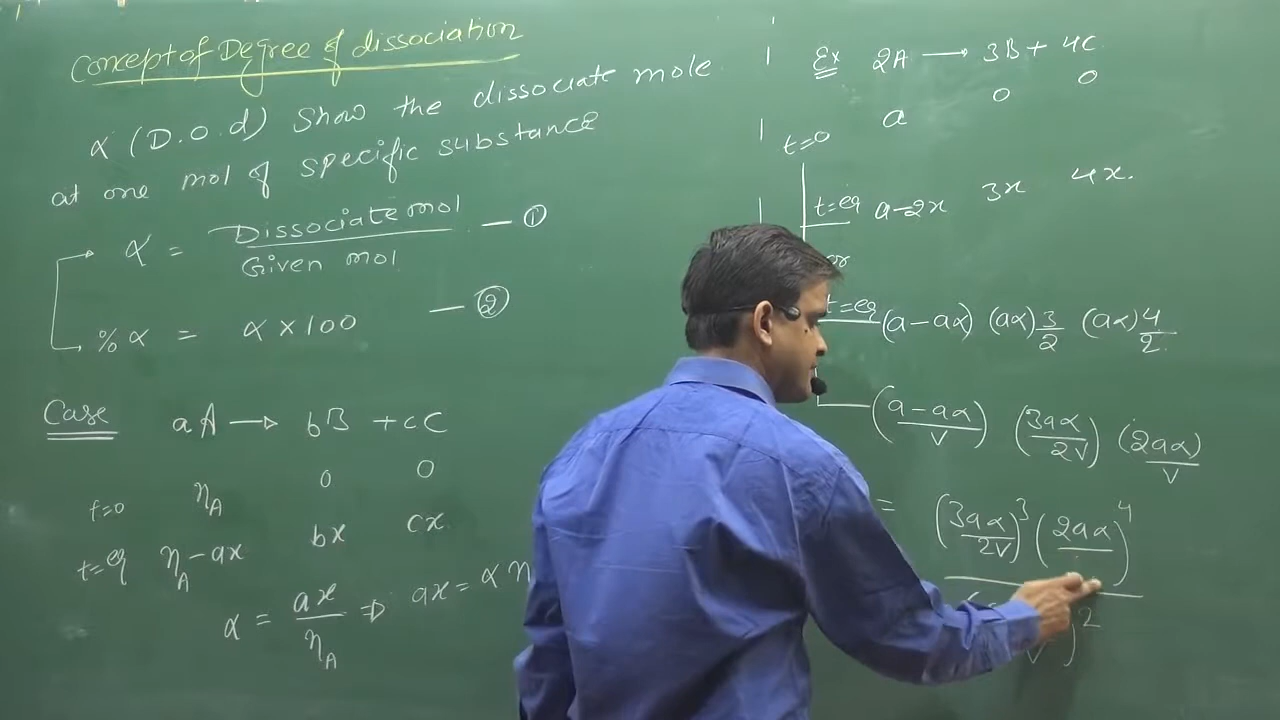 Concept of Degree of dissociation
α (D.O.d) Show the dissociate mole
at one mol of specific substance
α = Dissociate mol / Given mol — ①
% α = α × 100 — ②
Case aA → bB + cC
t=0 η_A 0 0
t=eq η_A - ax bx cx
α = ax / η_A ⇒ ax = α η
Ex 2A → 3B + 4C
t=0 a 0 0
t=eq a-2x 3x 4x.
or
t=eq (a-aα) (aα)3/2 (aα)4/2.
((a-aα)/V) (3aα/2V) (2aα/V)
= (3aα/2V)³ (2aα/ )⁴
( V )²